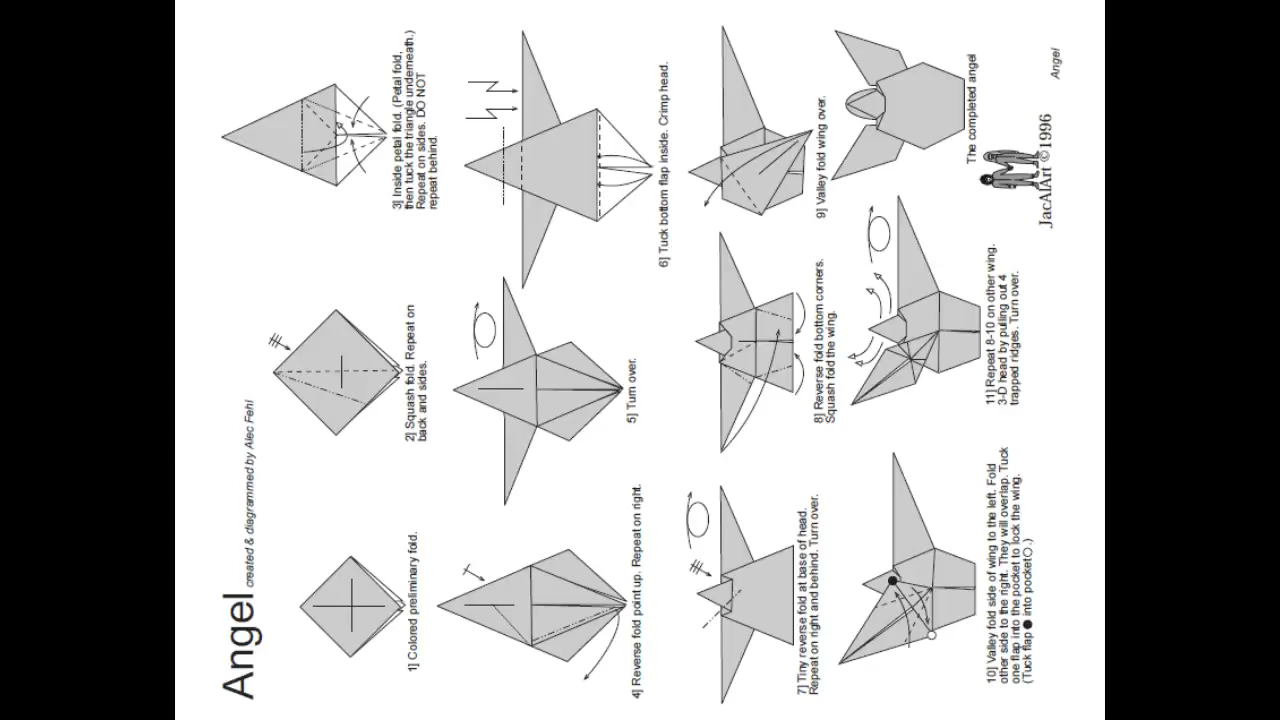 Angel created & diagrammed by Alec Fehl
1] Colored preliminary fold.
2] Squash fold. Repeat on
back and sides.
3] Inside petal fold. (Petal fold,
then tuck the triangle underneath.)
Repeat on sides. DO NOT
repeat behind.
4] Reverse fold point up. Repeat on right.
5] Turn over.
6] Tuck bottom flap inside. Crimp head.
7] Tiny reverse fold at base of head.
Repeat on right and behind. Turn over.
8] Reverse fold bottom corners.
Squash fold the wing.
9] Valley fold wing over.
10] Valley fold side of wing to the left. Fold
other side to the right. They will overlap. Tuck
one flap into the pocket to lock the wing.
(Tuck flap ● into pocket○.)
11] Repeat 8-10 on other wing.
3-D head by pulling out 4
trapped ridges. Turn over.
The completed angel
JacAlArt ©1996
Angel